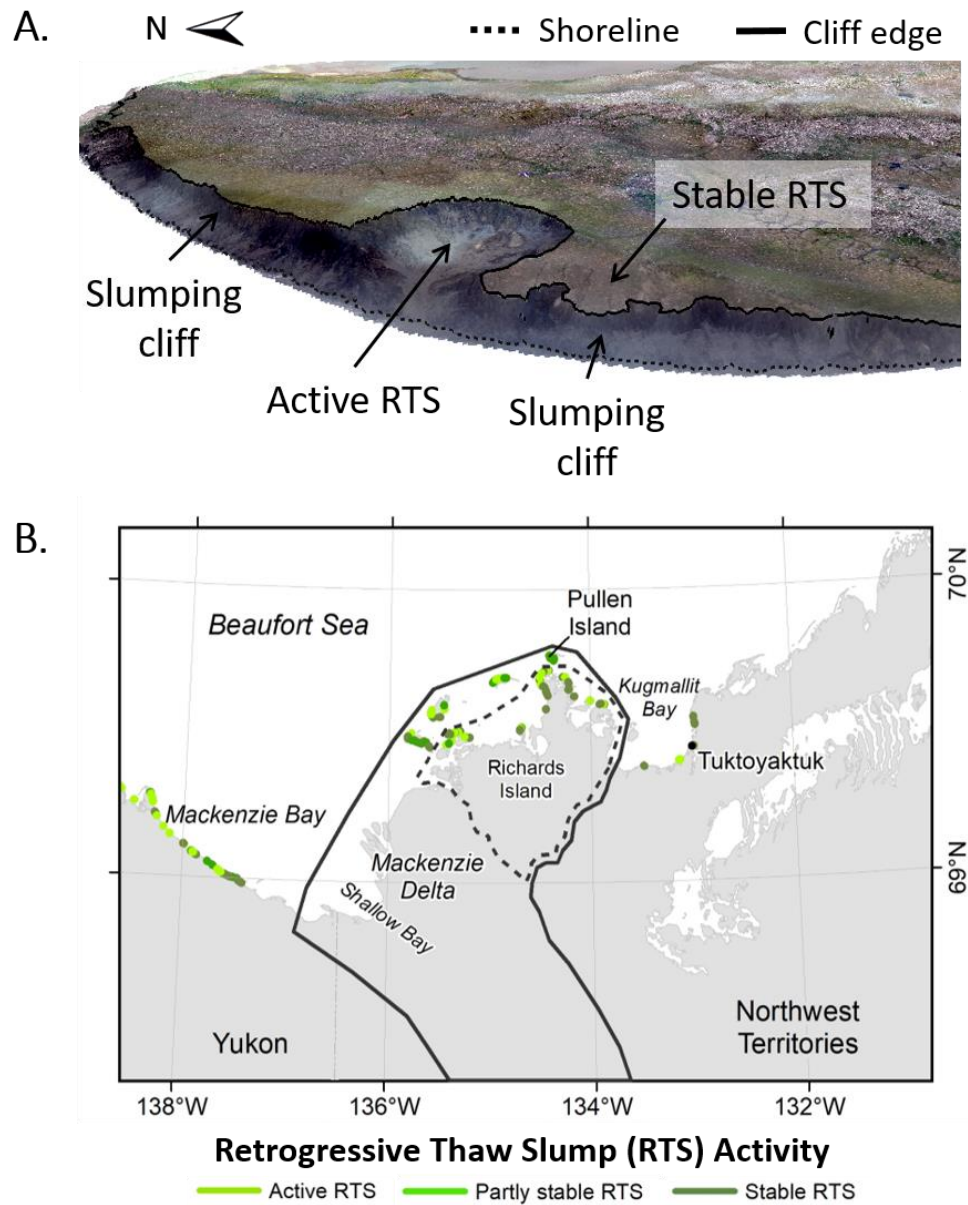 A.
N
Shoreline
Cliff edge
Stable RTS
Slumping
cliff
Active RTS
Slumping
cliff
B.
Beaufort Sea
Pullen
Island
70°N
Kugmallit
Bay
Tuktoyaktuk
Richards
Island
Mackenzie Bay
Mackenzie
Delta
69°N
Shallow Bay
Yukon
Northwest
Territories
138°W
136°W
134°W
132°W
Retrogressive Thaw Slump (RTS) Activity
Active RTS
Partly stable RTS
Stable RTS